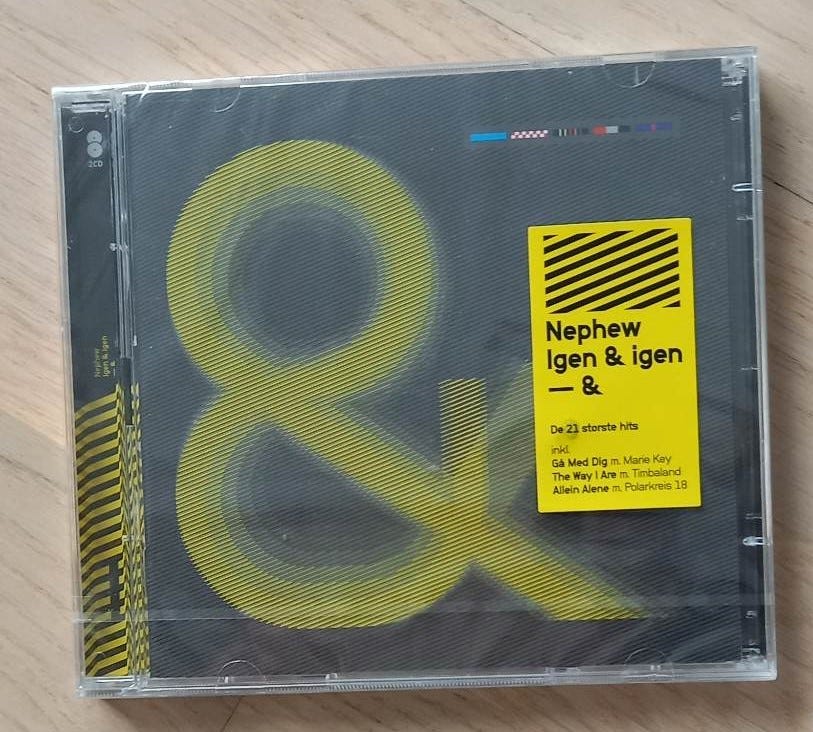 2CD
Nephew
Igen & igen
— &
&
Nephew
Igen & igen
— &
De 21 største hits
inkl.
Gå Med Dig m. Marie Key
The Way I Are m. Timbaland
Allein Alene m. Polarkreis 18